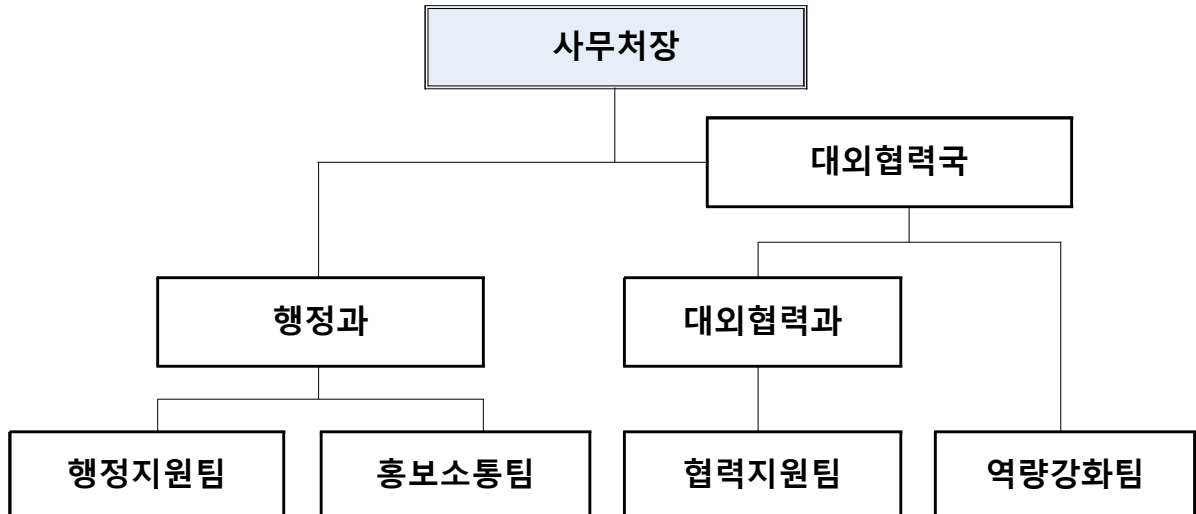 사무처장
대외협력국
행정과
대외협력과
행정지원팀
홍보소통팀
협력지원팀
역량강화팀